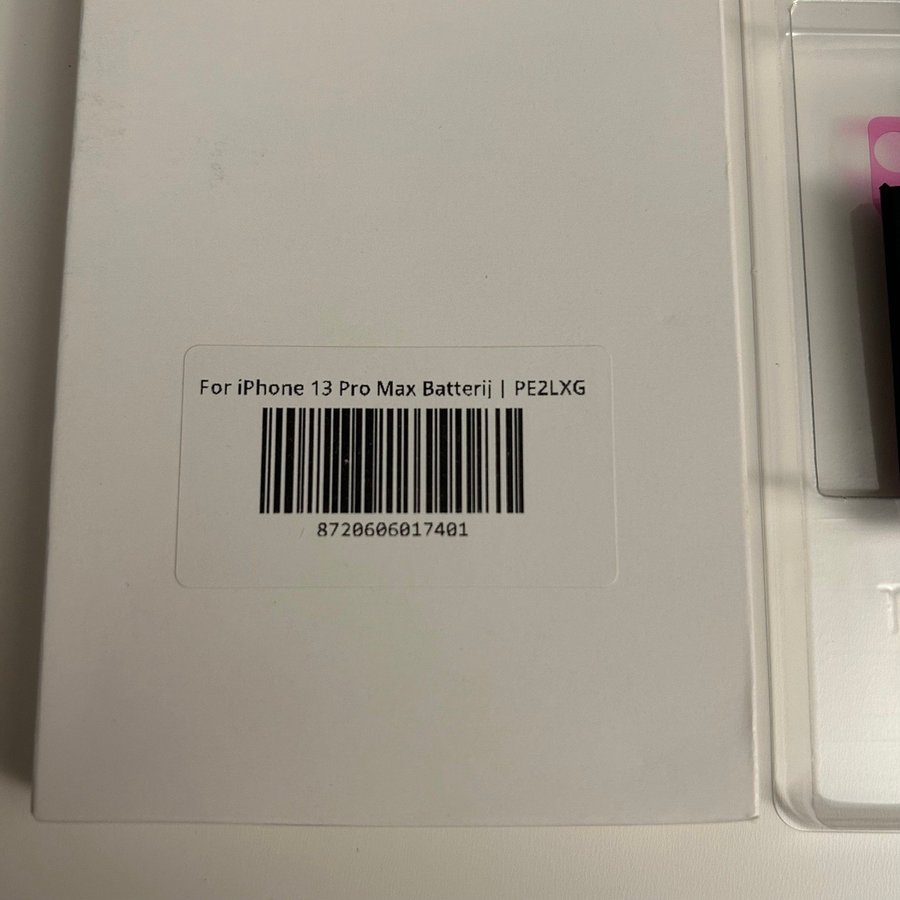 For iPhone 13 Pro Max Batterij | PE2LXG
8720606017401